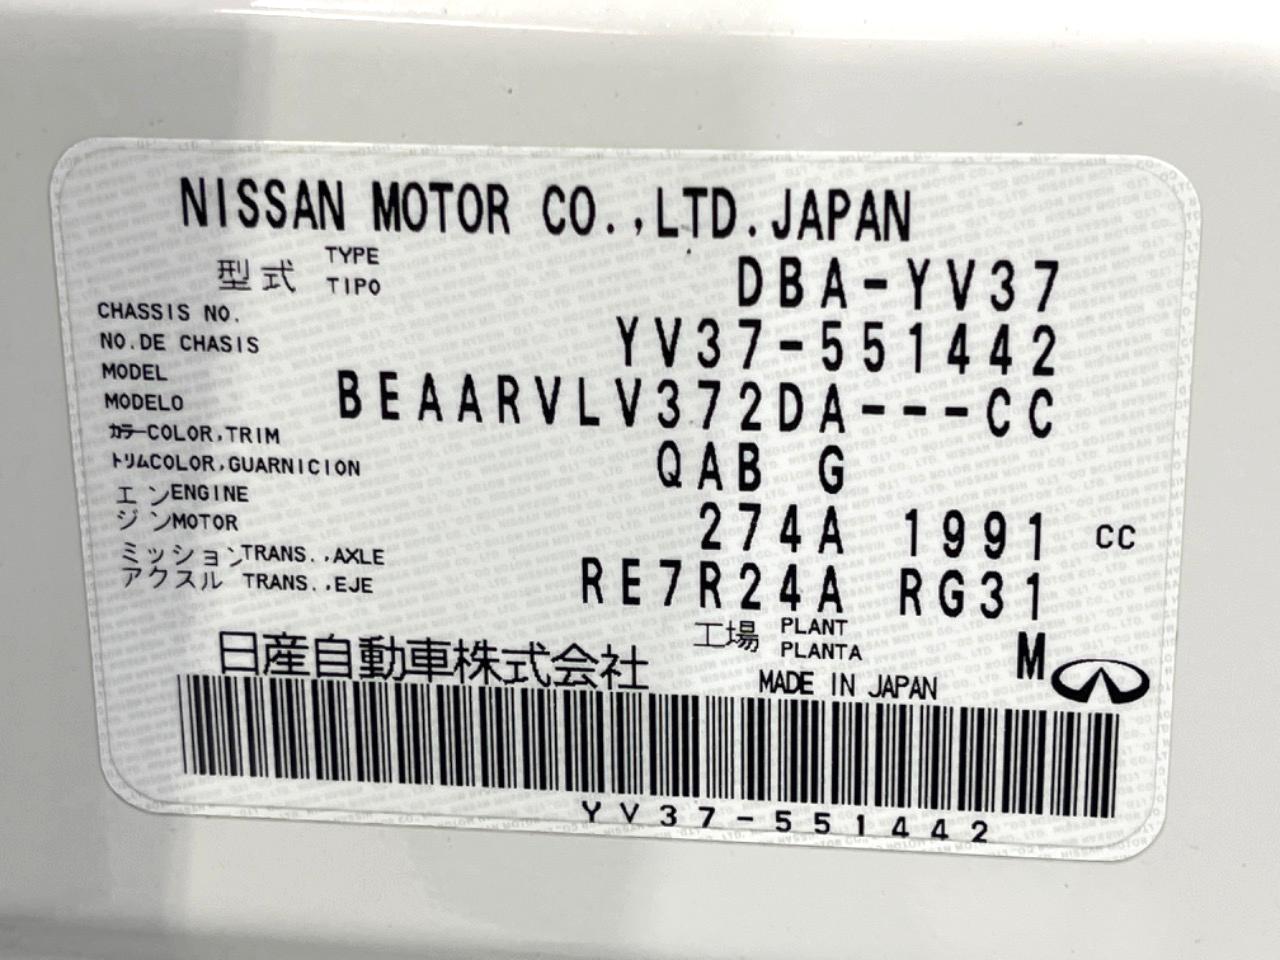 NISSAN MOTOR CO.,LTD.JAPAN
型式 TYPE TIPO DBA-YV37
CHASSIS NO.
NO.DE CHASIS YV37-551442
MODEL
MODELO BEAARVLV372DA---CC
カラーCOLOR,TRIM
トリムCOLOR,GUARNICION QAB G
エンENGINE
ジンMOTOR 274A 1991 CC
ミッションTRANS.,AXLE
アクスル TRANS.,EJE RE7R24A RG31
工場 PLANT PLANTA M
日産自動車株式会社
MADE IN JAPAN
YV37-551442